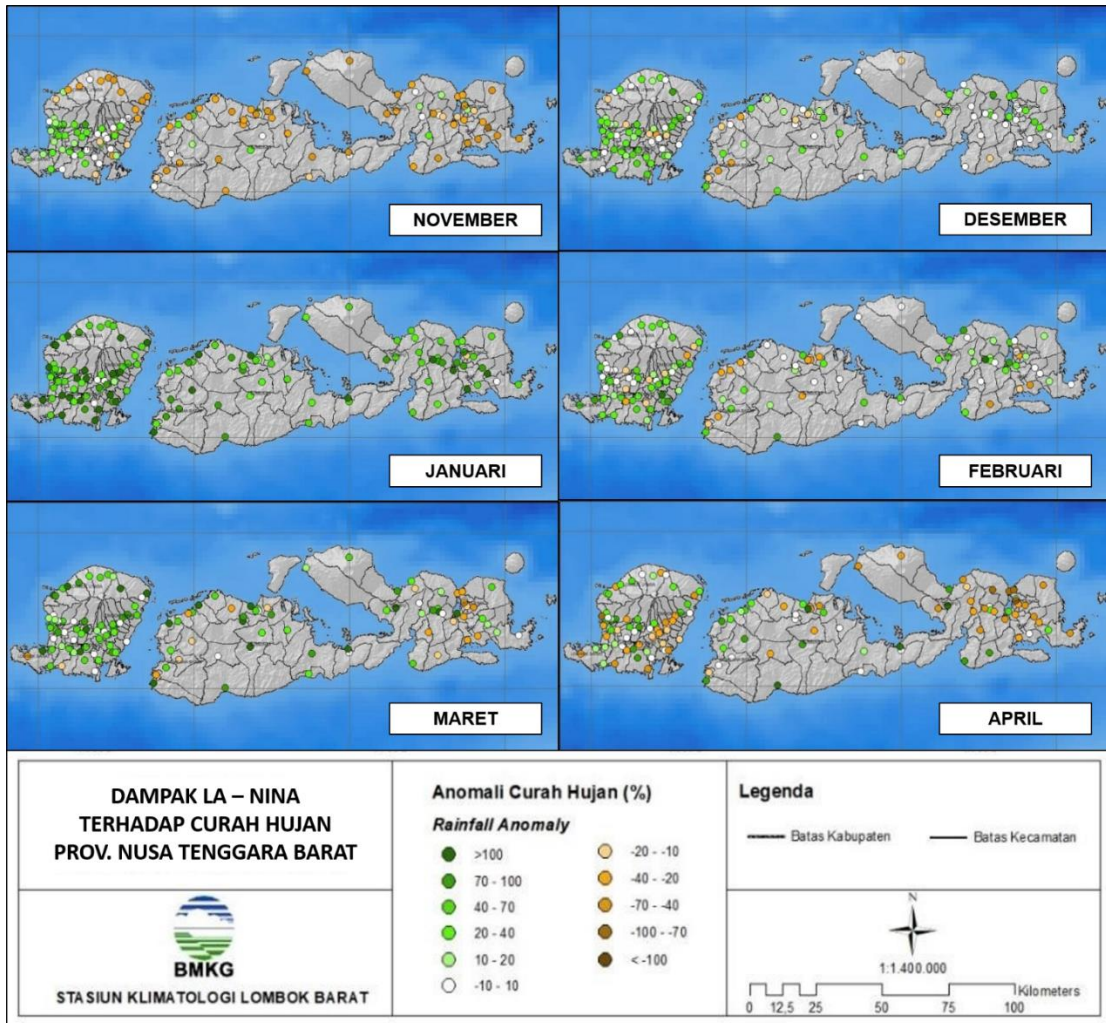 NOVEMBER
DESEMBER
JANUARI
FEBRUARI
MARET
APRIL
DAMPAK LA – NINA
TERHADAP CURAH HUJAN
PROV. NUSA TENGGARA BARAT
BMKG
STASIUN KLIMATOLOGI LOMBOK BARAT
Anomali Curah Hujan (%)
Rainfall Anomaly
>100
70 - 100
40 - 70
20 - 40
10 - 20
-10 - 10
-20 - -10
-40 - -20
-70 - -40
-100 - -70
< -100
Legenda
Batas Kabupaten
Batas Kecamatan
N
1:1.400.000
Kilometers
0 12,5 25 50 75 100